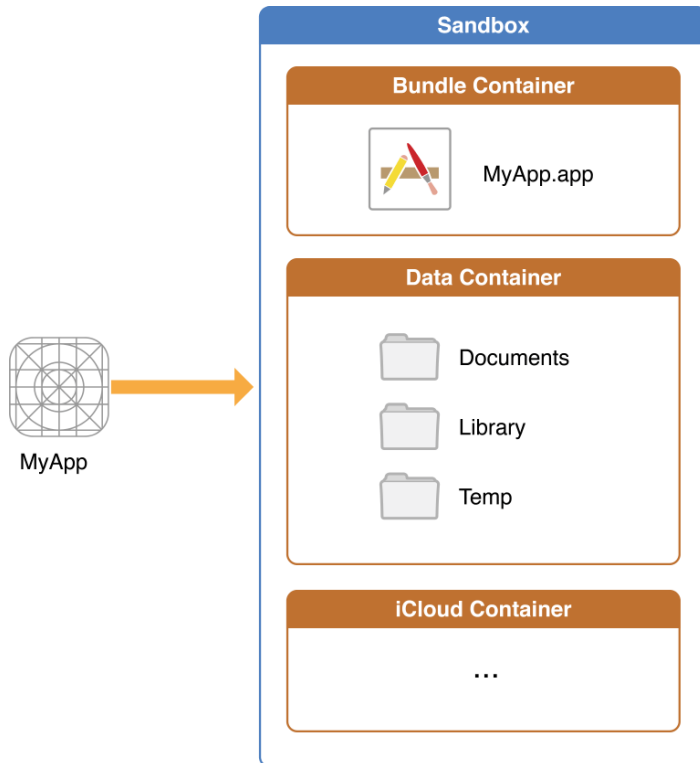 Sandbox
Bundle Container
MyApp.app
Data Container
Documents
Library
Temp
MyApp
iCloud Container
...